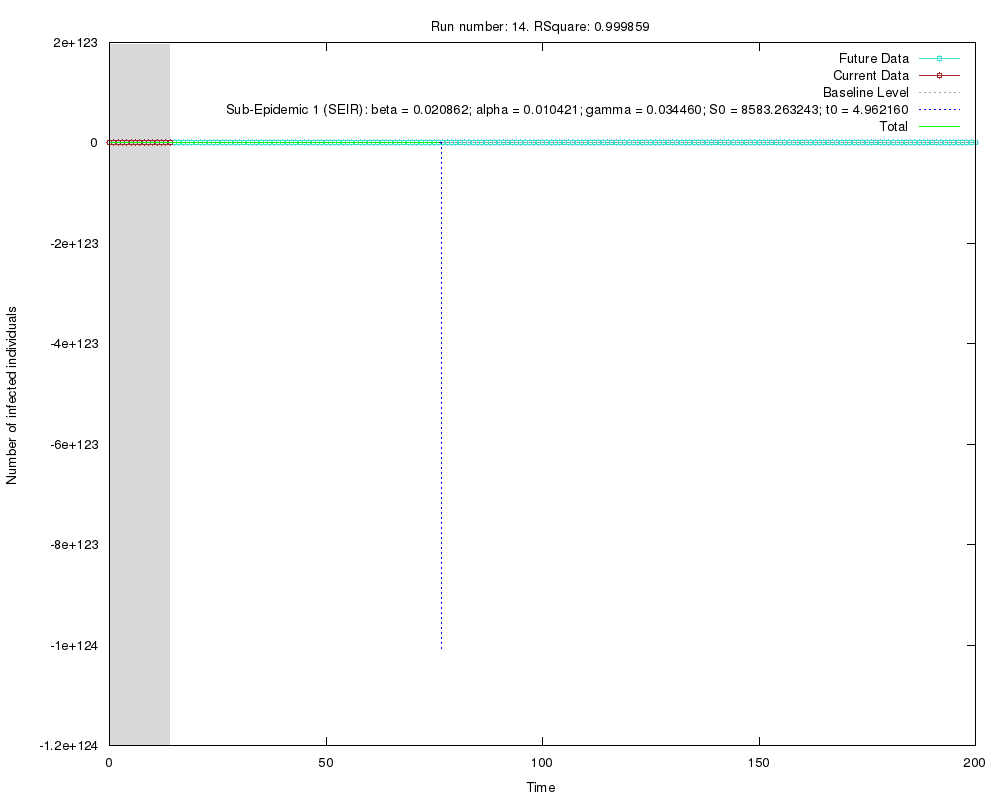 Run number: 14. RSquare: 0.999859
2e+123
0
-2e+123
-4e+123
-6e+123
-8e+123
-1e+124
-1.2e+124
Number of infected individuals
Future Data
Current Data
Baseline Level
Sub-Epidemic 1 (SEIR): beta = 0.020862; alpha = 0.010421; gamma = 0.034460; S0 = 8583.263243; t0 = 4.962160
Total
0 50 100 150 200
Time